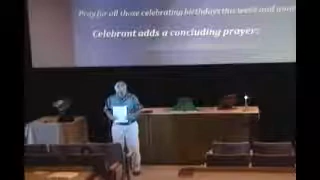 Pray for all those celebrating birthdays this week and
Celebrant adds a concluding prayer.